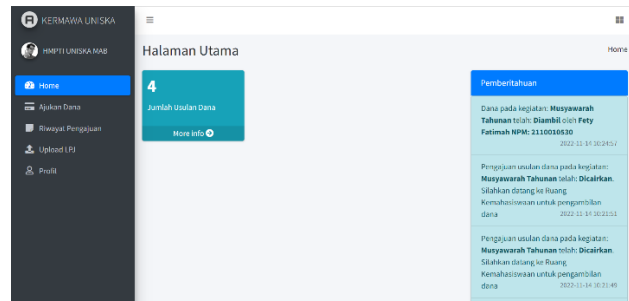 KERMAWA UNISKA
HMPTI UNISKA MAB
Home
Ajukan Dana
Riwayat Pengajuan
Upload LPJ
Profil
Halaman Utama
Home
4
Jumlah Usulan Dana
More info
Pemberitahuan
Dana pada kegiatan: Musyawarah
Tahunan telah: Diambil oleh Fety
Fatimah NPM: 2110010530
2022-11-14 10:24:57
Pengajuan usulan dana pada kegiatan:
Musyawarah Tahunan telah: Dicairkan.
Silahkan datang ke Ruang
Kemahasiswaan untuk pengambilan
dana 2022-11-14 10:21:51
Pengajuan usulan dana pada kegiatan:
Musyawarah Tahunan telah: Dicairkan.
Silahkan datang ke Ruang
Kemahasiswaan untuk pengambilan
dana 2022-11-14 10:21:49